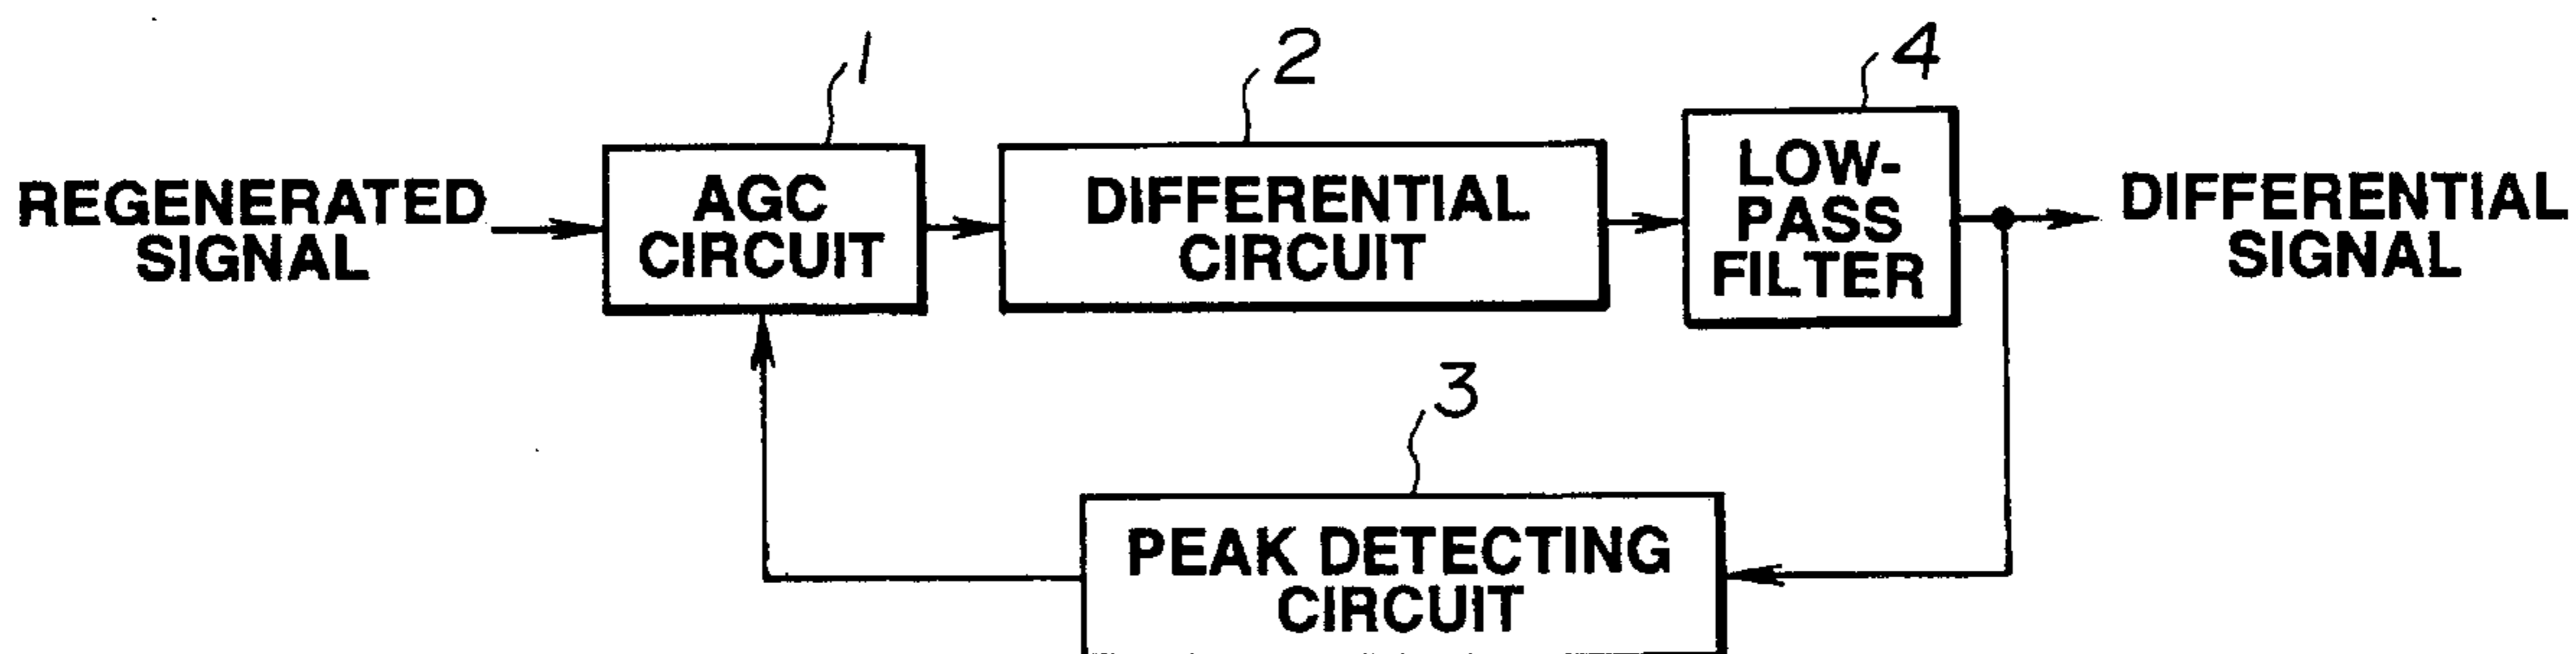 1
2
4
REGENERATED
SIGNAL
AGC
CIRCUIT
DIFFERENTIAL
CIRCUIT
LOW-
PASS
FILTER
DIFFERENTIAL
SIGNAL
3
PEAK DETECTING
CIRCUIT